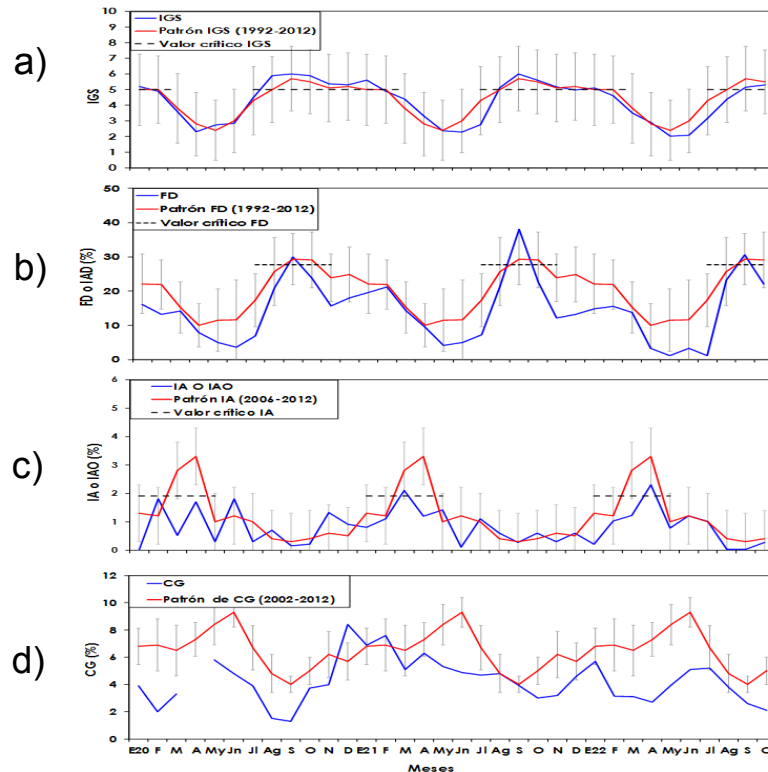 a)
10
9
8
7
6
5
4
3
2
1
0
IGS
IGS
Patrón IGS (1992-2012)
Valor crítico IGS
b)
50
40
30
20
10
0
FD o IAD (%)
FD
Patrón FD (1992-2012)
Valor crítico FD
c)
6
5
4
3
2
1
0
IA o IAO (%)
IA O IAO
Patrón IA (2006-2012)
Valor crítico IA
d)
12
10
8
6
4
2
0
CG (%)
CG
Patrón de CG (2002-2012)
E20 F M A My Jn Jl Ag S O N D E21 F M A My Jn Jl Ag S O N D E22 F M A My Jn Jl Ag S O
Meses